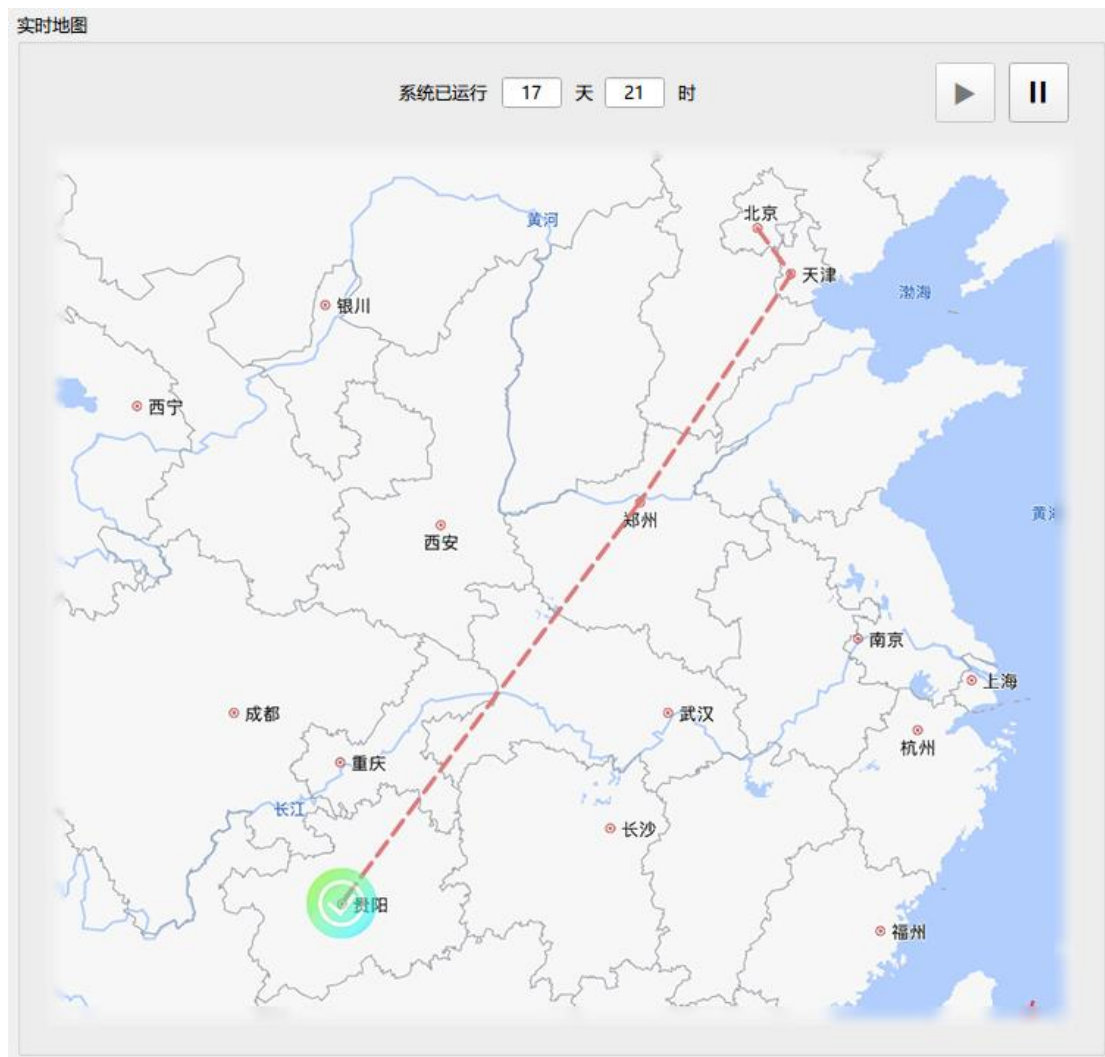 实时地图
系统已运行 17 天 21 时
北京
黄河
天津
渤海
银川
西宁
黄海
郑州
西安
南京
上海
成都
武汉
杭州
重庆
长江
长沙
贵阳
福州